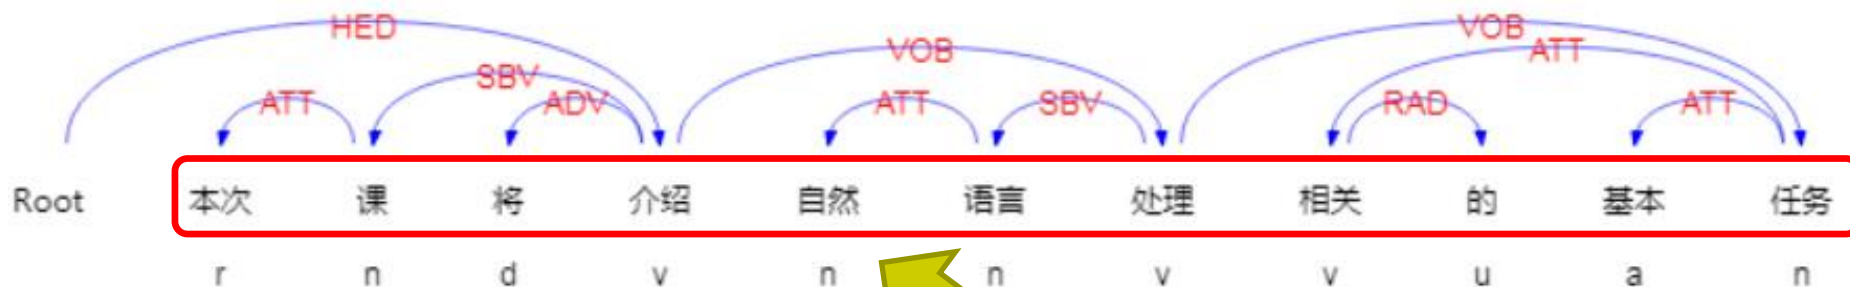 HED VOB
SBV VOB ATT
ATT ADV ATT SBV RAD ATT
Root 本次 课 将 介绍 自然 语言 处理 相关 的 基本 任务
r n d v n n v v u a n